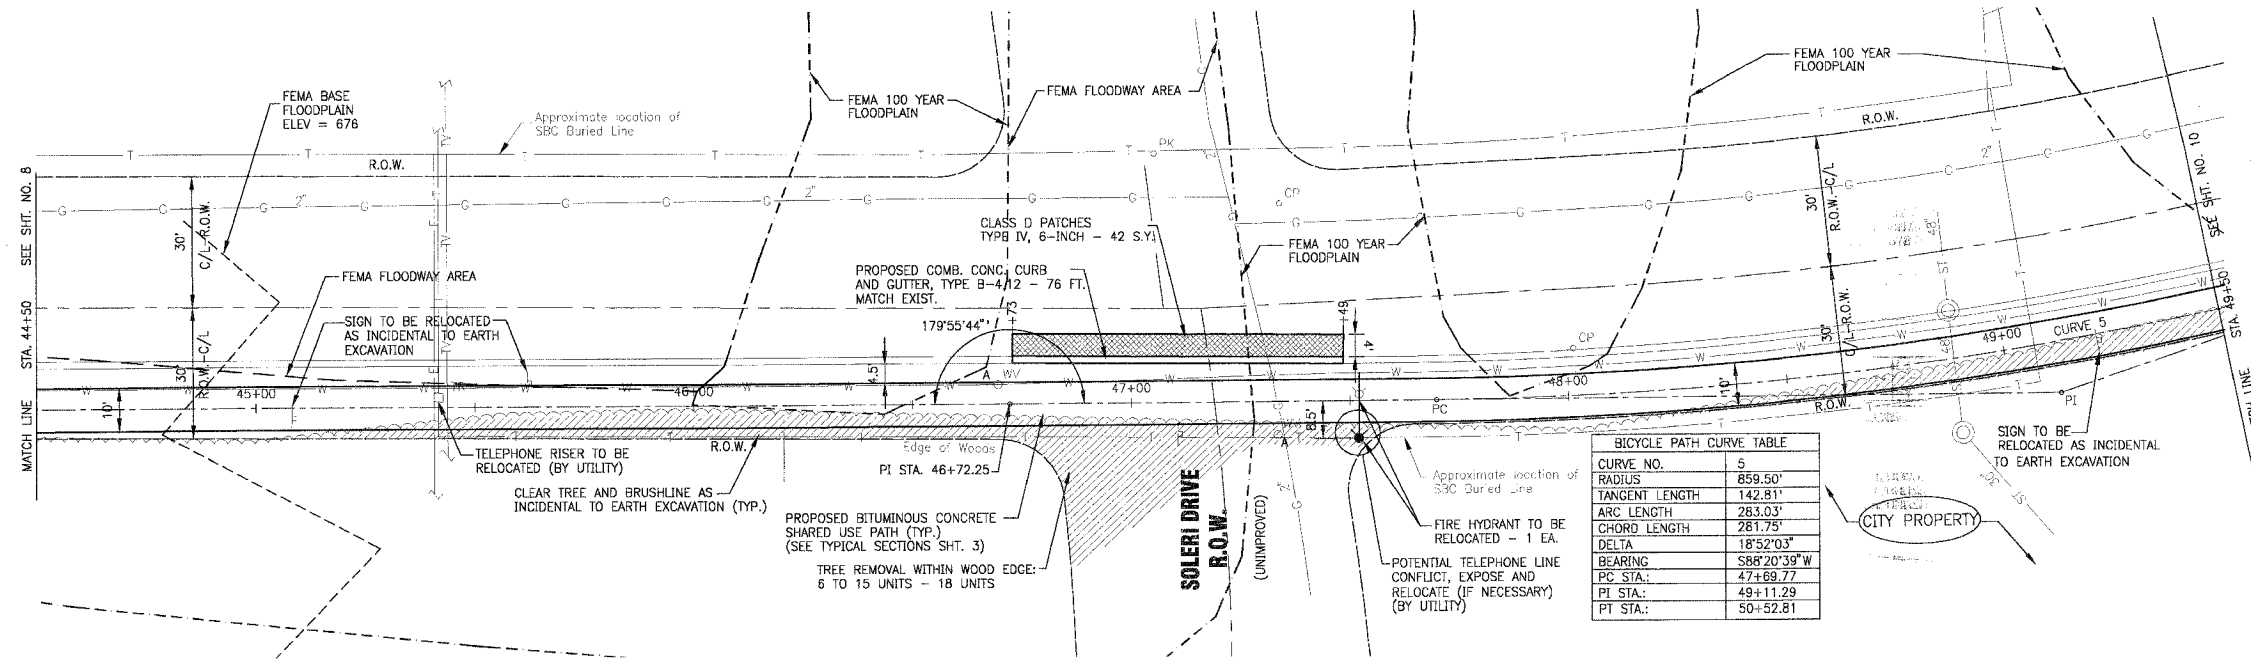 FEMA BASE
FLOODPLAIN
ELEV = 676
Approximate location of
SBC Buried Line
FEMA 100 YEAR
FLOODPLAIN
FEMA FLOODWAY AREA
FEMA 100 YEAR
FLOODPLAIN
R.O.W.
R.O.W.
PK
2"
2"
2"
CP
MATCH LINE STA. 44+50 SEE SHT. NO. 8
30'
C/L-R.O.W.
30'
R.O.W.-C/L
10'
CLASS D PATCHES
TYPE IV, 6-INCH - 42 S.Y.
FEMA 100 YEAR
FLOODPLAIN
30'
R.O.W.-C/L
30'
C/L-R.O.W.
SEE SHT. NO. 10
STA. 49+50
FEMA FLOODWAY AREA
PROPOSED COMB. CONC. CURB
AND GUTTER, TYPE B-4.12 - 76 FT.
MATCH EXIST.
SIGN TO BE RELOCATED
AS INCIDENTAL TO EARTH
EXCAVATION
179°55'44"
+73
+49
4'
4.5'
8.5'
10'
WV
A
A
CP
48"
ST
48"
45+00
46+00
47+00
48+00
49+00
CURVE 5
PC
PI
R.O.W.
R.O.W.
Edge of Woods
PI STA. 46+72.25
TELEPHONE RISER TO BE
RELOCATED (BY UTILITY)
CLEAR TREE AND BRUSHLINE AS
INCIDENTAL TO EARTH EXCAVATION (TYP.)
PROPOSED BITUMINOUS CONCRETE
SHARED USE PATH (TYP.)
(SEE TYPICAL SECTIONS SHT. 3)
TREE REMOVAL WITHIN WOOD EDGE:
6 TO 15 UNITS - 18 UNITS
SOLERI DRIVE
R.O.W.
(UNIMPROVED)
2"
Approximate location of
SBC Buried Line
FIRE HYDRANT TO BE
RELOCATED - 1 EA.
POTENTIAL TELEPHONE LINE
CONFLICT, EXPOSE AND
RELOCATE (IF NECESSARY)
(BY UTILITY)
BICYCLE PATH CURVE TABLE
CURVE NO. 5
RADIUS 859.50'
TANGENT LENGTH 142.81'
ARC LENGTH 283.03'
CHORD LENGTH 281.75'
DELTA 18°52'03"
BEARING S88°20'39"W
PC STA.: 47+69.77
PI STA.: 49+11.29
PT STA.: 50+52.81
SIGN TO BE
RELOCATED AS INCIDENTAL
TO EARTH EXCAVATION
CITY PROPERTY
36"
ST